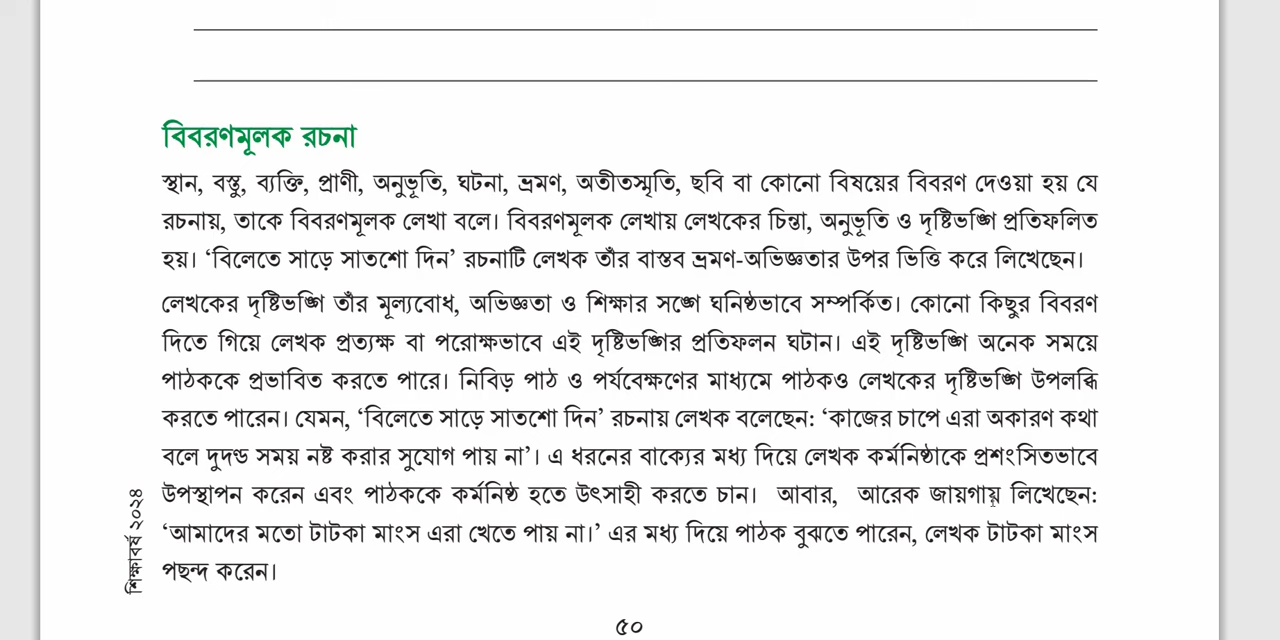 বিবরণমূলক রচনা
স্থান, বস্তু, ব্যক্তি, প্রাণী, অনুভূতি, ঘটনা, ভ্রমণ, অতীতস্মৃতি, ছবি বা কোনো বিষয়ের বিবরণ দেওয়া হয় যে
রচনায়, তাকে বিবরণমূলক লেখা বলে। বিবরণমূলক লেখায় লেখকের চিন্তা, অনুভূতি ও দৃষ্টিভঙ্গি প্রতিফলিত
হয়। ‘বিলেতে সাড়ে সাতশো দিন’ রচনাটি লেখক তাঁর বাস্তব ভ্রমণ-অভিজ্ঞতার উপর ভিত্তি করে লিখেছেন।
লেখকের দৃষ্টিভঙ্গি তাঁর মূল্যবোধ, অভিজ্ঞতা ও শিক্ষার সঙ্গে ঘনিষ্ঠভাবে সম্পর্কিত। কোনো কিছুর বিবরণ
দিতে গিয়ে লেখক প্রত্যক্ষ বা পরোক্ষভাবে এই দৃষ্টিভঙ্গির প্রতিফলন ঘটান। এই দৃষ্টিভঙ্গি অনেক সময়ে
পাঠককে প্রভাবিত করতে পারে। নিবিড় পাঠ ও পর্যবেক্ষণের মাধ্যমে পাঠকও লেখকের দৃষ্টিভঙ্গি উপলব্ধি
করতে পারেন। যেমন, ‘বিলেতে সাড়ে সাতশো দিন’ রচনায় লেখক বলেছেন: ‘কাজের চাপে এরা অকারণ কথা
বলে দুদন্ড সময় নষ্ট করার সুযোগ পায় না’। এ ধরনের বাক্যের মধ্য দিয়ে লেখক কর্মনিষ্ঠাকে প্রশংসিতভাবে
উপস্থাপন করেন এবং পাঠককে কর্মনিষ্ঠ হতে উৎসাহী করতে চান। আবার, আরেক জায়গায় লিখেছেন:
‘আমাদের মতো টাটকা মাংস এরা খেতে পায় না।’ এর মধ্য দিয়ে পাঠক বুঝতে পারেন, লেখক টাটকা মাংস
পছন্দ করেন।
শিক্ষাবর্ষ ২০২৪
৫০